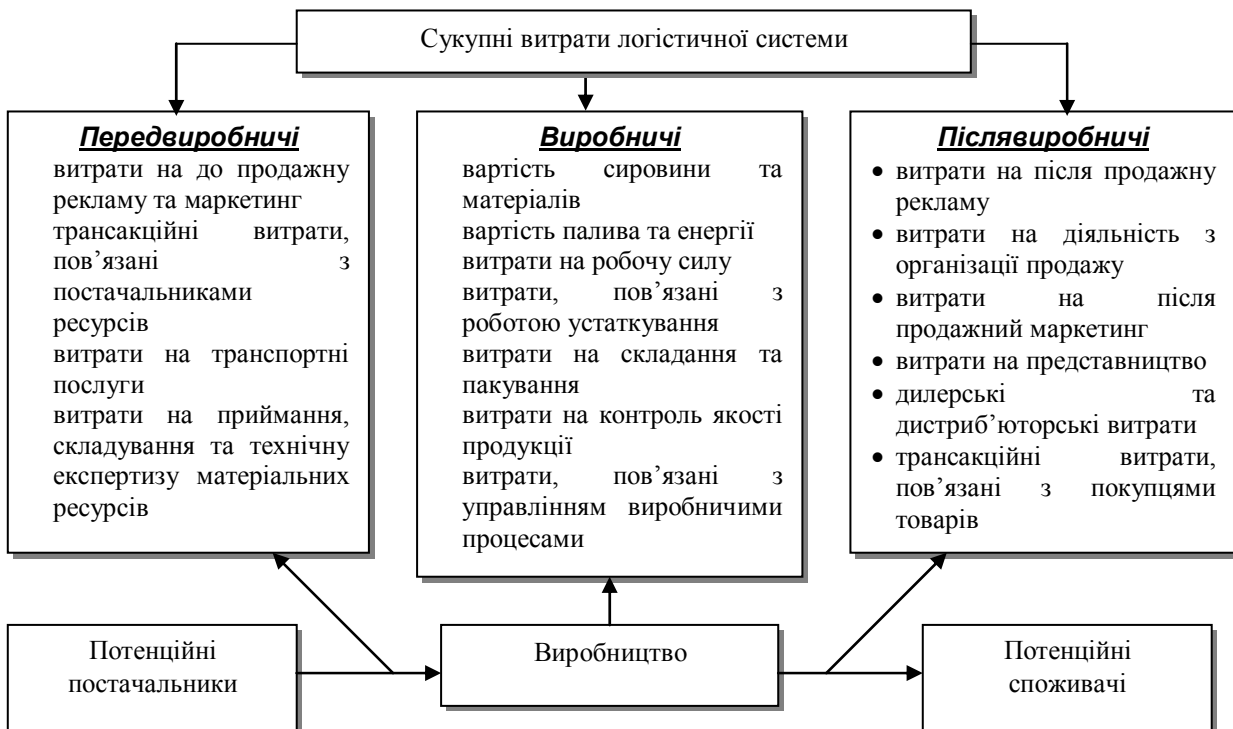 Сукупні витрати логістичної системи
Передвиробничі
витрати на до продажну
рекламу та маркетинг
трансакційні витрати,
пов’язані з
постачальниками
ресурсів
витрати на транспортні
послуги
витрати на приймання,
складування та технічну
експертизу матеріальних
ресурсів
Виробничі
вартість сировини та
матеріалів
вартість палива та енергії
витрати на робочу силу
витрати, пов’язані з
роботою устаткування
витрати на складання та
пакування
витрати на контроль якості
продукції
витрати, пов’язані з
управлінням виробничими
процесами
Післявиробничі
• витрати на після продажну
рекламу
• витрати на діяльність з
організації продажу
• витрати на після
продажний маркетинг
• витрати на представництво
• дилерські та
дистриб’юторські витрати
• трансакційні витрати,
пов’язані з покупцями
товарів
Потенційні
постачальники
Виробництво
Потенційні
споживачі